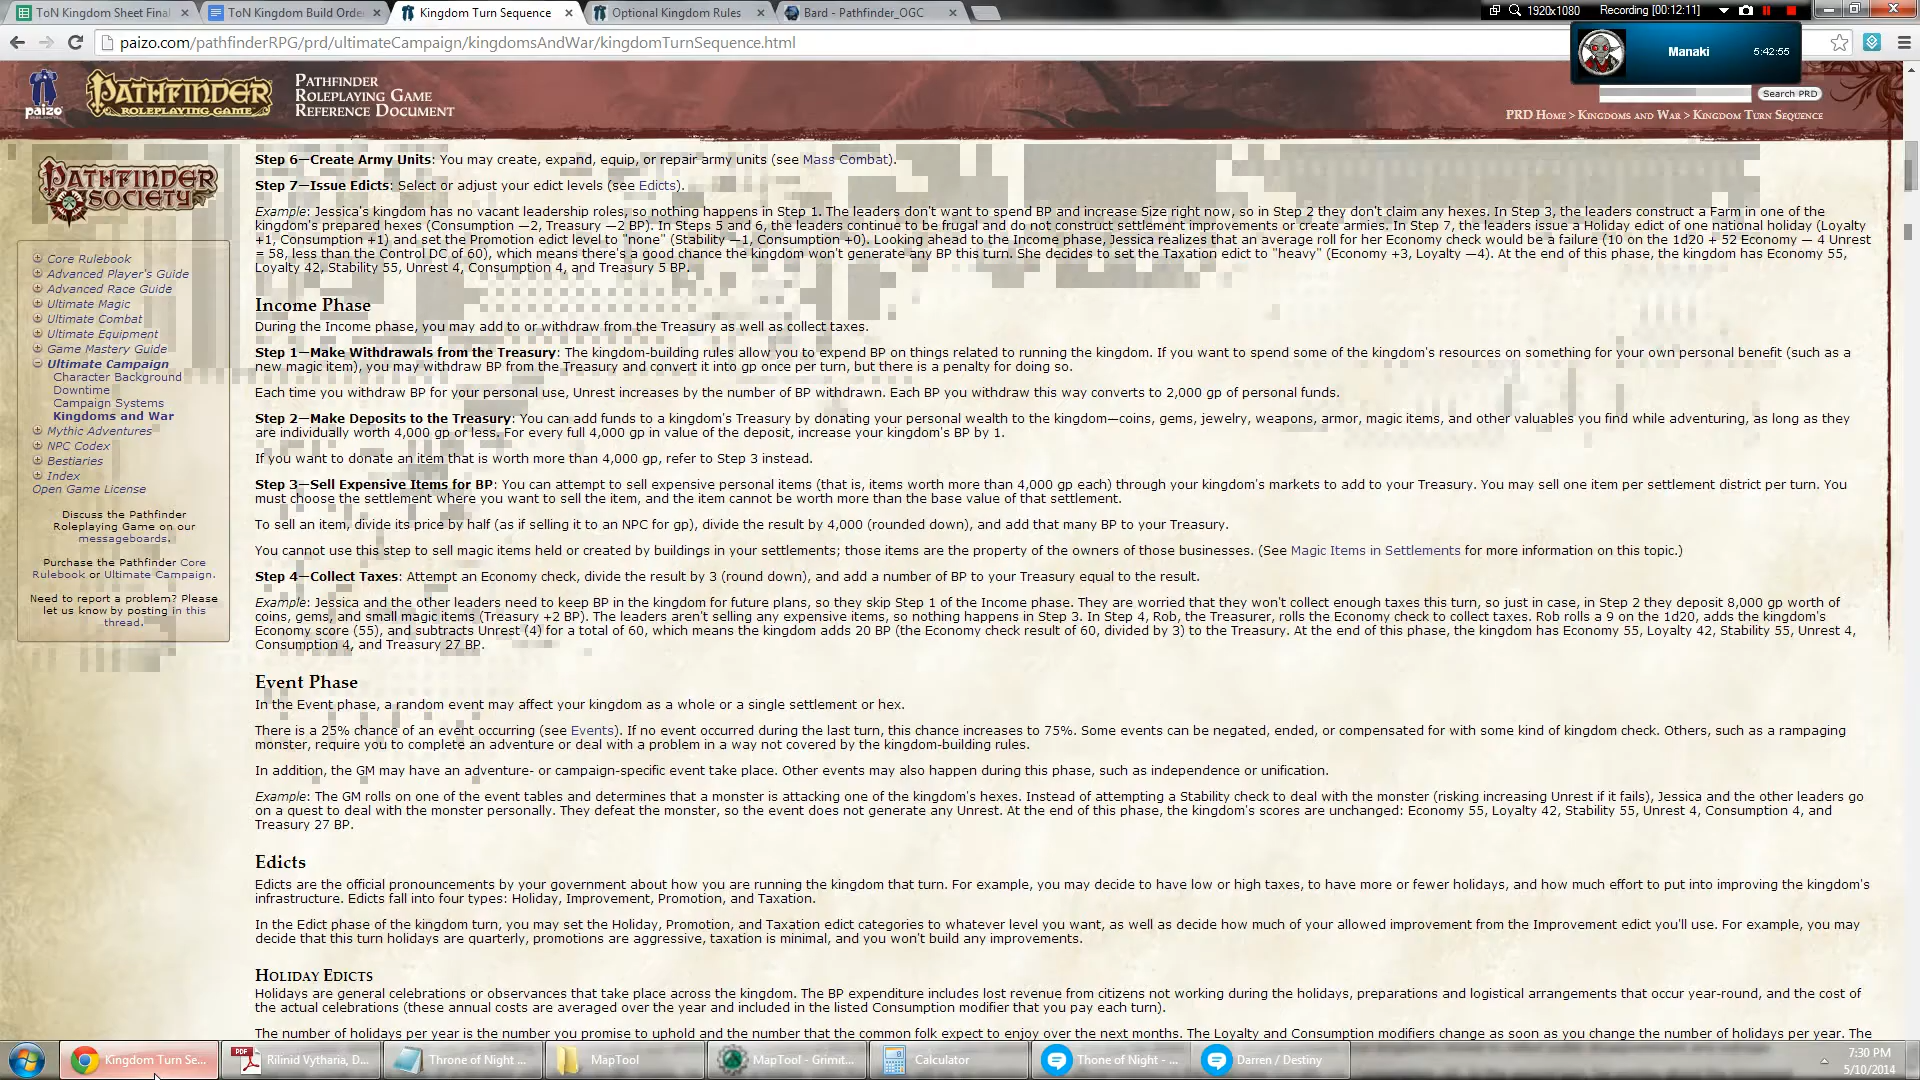 ToN Kingdom Sheet Final
ToN Kingdom Build Order
Kingdom Turn Sequence
Optional Kingdom Rules
Bard - Pathfinder_OGC
1920x1080
Recording [00:12:11]
paizo.com/pathfinderRPG/prd/ultimateCampaign/kingdomsAndWar/kingdomTurnSequence.html
Manaki
5:42:55
paizo
PATHFINDER
ROLEPLAYING GAME
Pathfinder
Roleplaying Game
Reference Document
Search PRD
PRD Home > Kingdoms and War > Kingdom Turn Sequence
PATHFINDER
SOCIETY
Core Rulebook
Advanced Player's Guide
Advanced Race Guide
Ultimate Magic
Ultimate Combat
Ultimate Equipment
Game Mastery Guide
Ultimate Campaign
Character Background
Downtime
Campaign Systems
Kingdoms and War
Mythic Adventures
NPC Codex
Bestiaries
Index
Open Game License
Discuss the Pathfinder
Roleplaying Game on our
messageboards.
Purchase the Pathfinder Core
Rulebook or Ultimate Campaign.
Need to report a problem? Please
let us know by posting in this
thread.
Step 6—Create Army Units: You may create, expand, equip, or repair army units (see Mass Combat).
Step 7—Issue Edicts: Select or adjust your edict levels (see Edicts).
Example: Jessica's kingdom has no vacant leadership roles, so nothing happens in Step 1. The leaders don't want to spend BP and increase Size right now, so in Step 2 they don't claim any hexes. In Step 3, the leaders construct a Farm in one of the
kingdom's prepared hexes (Consumption −2, Treasury −2 BP). In Steps 5 and 6, the leaders continue to be frugal and do not construct settlement improvements or create armies. In Step 7, the leaders issue a Holiday edict of one national holiday (Loyalty
+1, Consumption +1) and set the Promotion edict level to "none" (Stability −1, Consumption +0). Looking ahead to the Income phase, Jessica realizes that an average roll for her Economy check would be a failure (10 on the 1d20 + 52 Economy − 4 Unrest
= 58, less than the Control DC of 60), which means there's a good chance the kingdom won't generate any BP this turn. She decides to set the Taxation edict to "heavy" (Economy +3, Loyalty −4). At the end of this phase, the kingdom has Economy 55,
Loyalty 42, Stability 55, Unrest 4, Consumption 4, and Treasury 5 BP.
Income Phase
During the Income phase, you may add to or withdraw from the Treasury as well as collect taxes.
Step 1—Make Withdrawals from the Treasury: The kingdom-building rules allow you to expend BP on things related to running the kingdom. If you want to spend some of the kingdom's resources on something for your own personal benefit (such as a
new magic item), you may withdraw BP from the Treasury and convert it into gp once per turn, but there is a penalty for doing so.
Each time you withdraw BP for your personal use, Unrest increases by the number of BP withdrawn. Each BP you withdraw this way converts to 2,000 gp of personal funds.
Step 2—Make Deposits to the Treasury: You can add funds to a kingdom's Treasury by donating your personal wealth to the kingdom—coins, gems, jewelry, weapons, armor, magic items, and other valuables you find while adventuring, as long as they
are individually worth 4,000 gp or less. For every full 4,000 gp in value of the deposit, increase your kingdom's BP by 1.
If you want to donate an item that is worth more than 4,000 gp, refer to Step 3 instead.
Step 3—Sell Expensive Items for BP: You can attempt to sell expensive personal items (that is, items worth more than 4,000 gp each) through your kingdom's markets to add to your Treasury. You may sell one item per settlement district per turn. You
must choose the settlement where you want to sell the item, and the item cannot be worth more than the base value of that settlement.
To sell an item, divide its price by half (as if selling it to an NPC for gp), divide the result by 4,000 (rounded down), and add that many BP to your Treasury.
You cannot use this step to sell magic items held or created by buildings in your settlements; those items are the property of the owners of those businesses. (See Magic Items in Settlements for more information on this topic.)
Step 4—Collect Taxes: Attempt an Economy check, divide the result by 3 (round down), and add a number of BP to your Treasury equal to the result.
Example: Jessica and the other leaders need to keep BP in the kingdom for future plans, so they skip Step 1 of the Income phase. They are worried that they won't collect enough taxes this turn, so just in case, in Step 2 they deposit 8,000 gp worth of
coins, gems, and small magic items (Treasury +2 BP). The leaders aren't selling any expensive items, so nothing happens in Step 3. In Step 4, Rob, the Treasurer, rolls the Economy check to collect taxes. Rob rolls a 9 on the 1d20, adds the kingdom's
Economy score (55), and subtracts Unrest (4) for a total of 60, which means the kingdom adds 20 BP (the Economy check result of 60, divided by 3) to the Treasury. At the end of this phase, the kingdom has Economy 55, Loyalty 42, Stability 55, Unrest 4,
Consumption 4, and Treasury 27 BP.
Event Phase
In the Event phase, a random event may affect your kingdom as a whole or a single settlement or hex.
There is a 25% chance of an event occurring (see Events). If no event occurred during the last turn, this chance increases to 75%. Some events can be negated, ended, or compensated for with some kind of kingdom check. Others, such as a rampaging
monster, require you to complete an adventure or deal with a problem in a way not covered by the kingdom-building rules.
In addition, the GM may have an adventure- or campaign-specific event take place. Other events may also happen during this phase, such as independence or unification.
Example: The GM rolls on one of the event tables and determines that a monster is attacking one of the kingdom's hexes. Instead of attempting a Stability check to deal with the monster (risking increasing Unrest if it fails), Jessica and the other leaders go
on a quest to deal with the monster personally. They defeat the monster, so the event does not generate any Unrest. At the end of this phase, the kingdom's scores are unchanged: Economy 55, Loyalty 42, Stability 55, Unrest 4, Consumption 4, and
Treasury 27 BP.
Edicts
Edicts are the official pronouncements by your government about how you are running the kingdom that turn. For example, you may decide to have low or high taxes, to have more or fewer holidays, and how much effort to put into improving the kingdom's
infrastructure. Edicts fall into four types: Holiday, Improvement, Promotion, and Taxation.
In the Edict phase of the kingdom turn, you may set the Holiday, Promotion, and Taxation edict categories to whatever level you want, as well as decide how much of your allowed improvement from the Improvement edict you'll use. For example, you may
decide that this turn holidays are quarterly, promotions are aggressive, taxation is minimal, and you won't build any improvements.
Holiday Edicts
Holidays are general celebrations or observances that take place across the kingdom. The BP expenditure includes lost revenue from citizens not working during the holidays, preparations and logistical arrangements that occur year-round, and the cost of
the actual celebrations (these annual costs are averaged over the year and included in the listed Consumption modifier that you pay each turn).
The number of holidays per year is the number you promise to uphold and the number that the common folk expect to enjoy over the next months. The Loyalty and Consumption modifiers change as soon as you change the number of holidays per year. The
Kingdom Turn Se...
Rilinid Vytharia, D...
Throne of Night ...
MapTool
MapTool - Grimit...
Calculator
Thone of Night - ...
Darren / Destiny
7:30 PM
5/10/2014